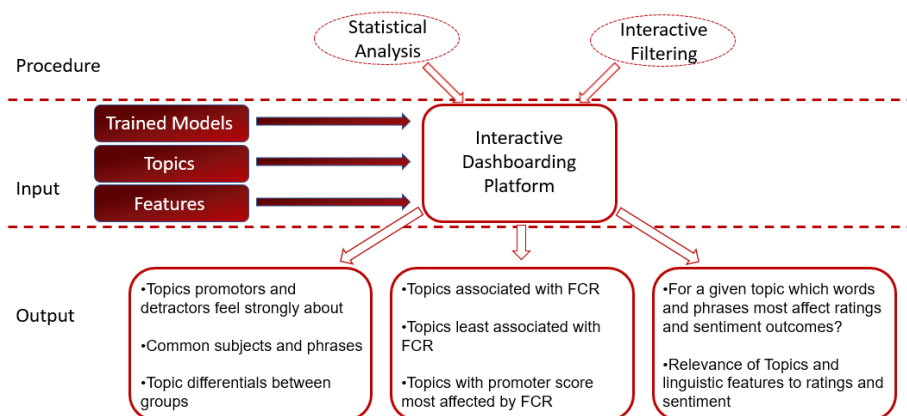 Statistical
Analysis
Interactive
Filtering
Procedure
Trained Models
Topics
Features
Input
Interactive
Dashboarding
Platform
Output
•Topics promotors and
detractors feel strongly about
•Common subjects and phrases
•Topic differentials between
groups
•Topics associated with FCR
•Topics least associated with
FCR
•Topics with promoter score
most affected by FCR
•For a given topic which words
and phrases most affect ratings
and sentiment outcomes?
•Relevance of Topics and
linguistic features to ratings and
sentiment